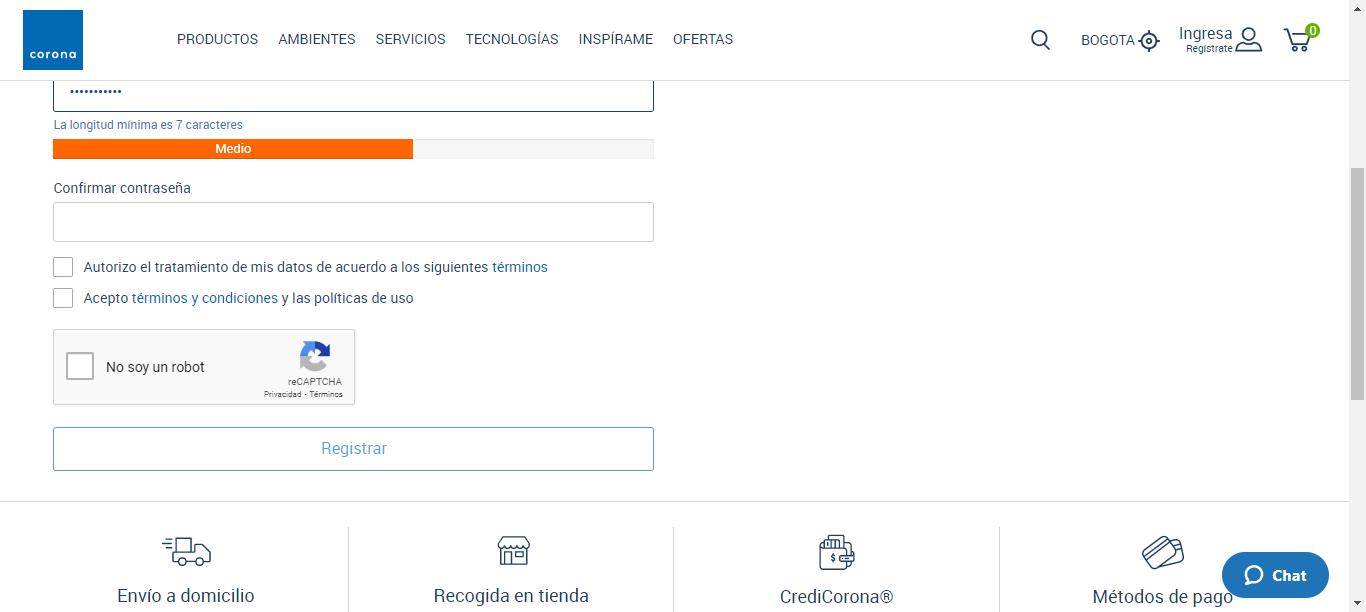 corona
PRODUCTOS AMBIENTES SERVICIOS TECNOLOGÍAS INSPÍRAME OFERTAS
BOGOTA
Ingresa
Regístrate
0
•••••••••••
La longitud mínima es 7 caracteres
Medio
Confirmar contraseña
Autorizo el tratamiento de mis datos de acuerdo a los siguientes términos
Acepto términos y condiciones y las políticas de uso
No soy un robot
reCAPTCHA
Privacidad - Términos
Registrar
Envío a domicilio
Recogida en tienda
CrediCorona®
Métodos de pago
Chat